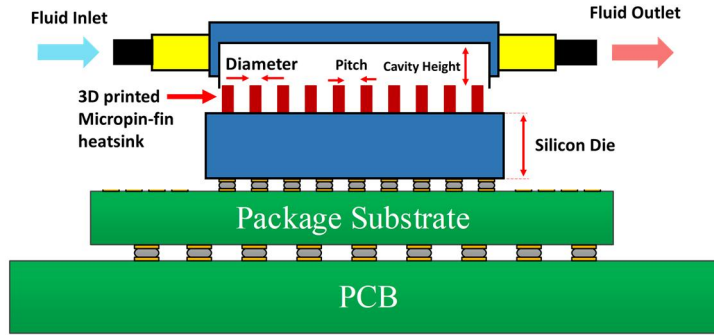 Fluid Inlet
Fluid Outlet
Diameter
Pitch
Cavity Height
3D printed
Micropin-fin
heatsink
Silicon Die
Package Substrate
PCB